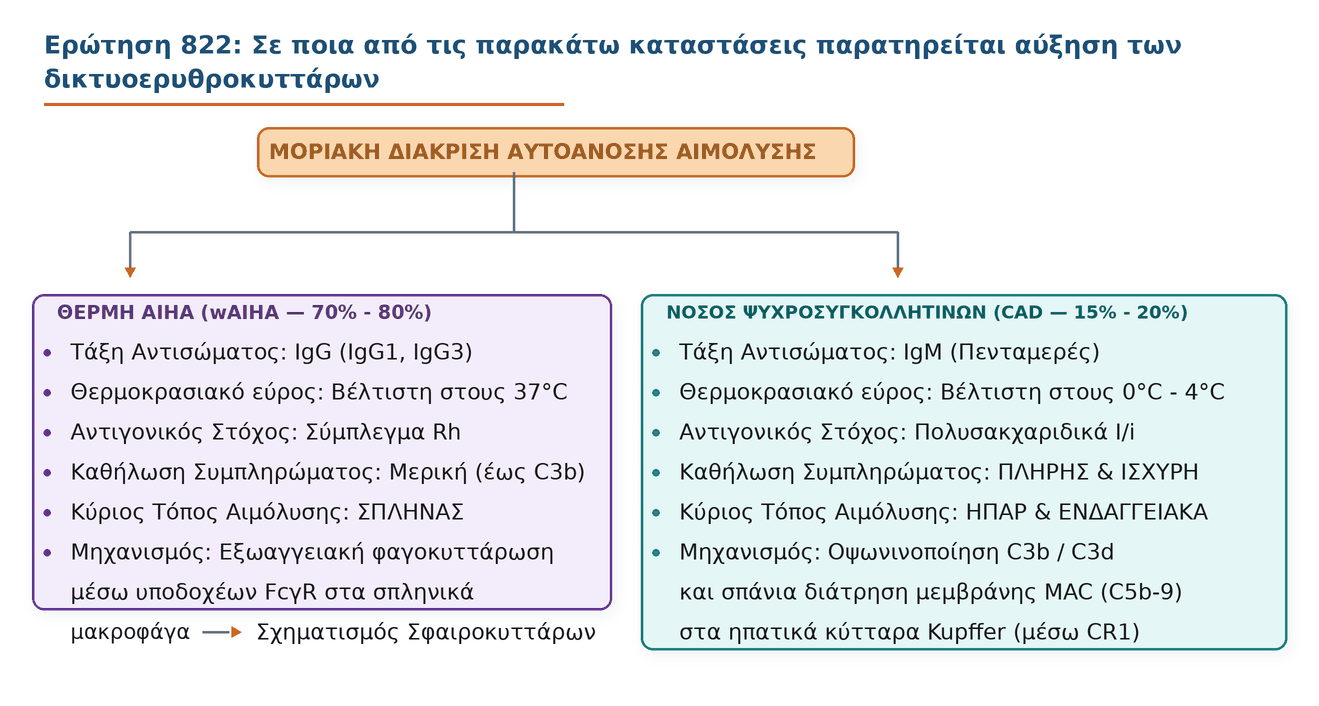 Ερώτηση 822: Σε ποια από τις παρακάτω καταστάσεις παρατηρείται αύξηση των
δικτυοερυθροκυττάρων
ΜΟΡΙΑΚΗ ΔΙΑΚΡΙΣΗ ΑΥΤΟΑΝΟΣΗΣ ΑΙΜΟΛΥΣΗΣ
ΘΕΡΜΗ ΑΙΗΑ (wAIHA — 70% - 80%)
• Τάξη Αντισώματος: IgG (IgG1, IgG3)
• Θερμοκρασιακό εύρος: Βέλτιστη στους 37°C
• Αντιγονικός Στόχος: Σύμπλεγμα Rh
• Καθήλωση Συμπληρώματος: Μερική (έως C3b)
• Κύριος Τόπος Αιμόλυσης: ΣΠΛΗΝΑΣ
• Μηχανισμός: Εξωαγγειακή φαγοκυττάρωση
μέσω υποδοχέων FcγR στα σπληνικά
μακροφάγα → Σχηματισμός Σφαιροκυττάρων
ΝΟΣΟΣ ΨΥΧΡΟΣΥΓΚΟΛΛΗΤΙΝΩΝ (CAD — 15% - 20%)
• Τάξη Αντισώματος: IgM (Πενταμερές)
• Θερμοκρασιακό εύρος: Βέλτιστη στους 0°C - 4°C
• Αντιγονικός Στόχος: Πολυσακχαριδικά I/i
• Καθήλωση Συμπληρώματος: ΠΛΗΡΗΣ & ΙΣΧΥΡΗ
• Κύριος Τόπος Αιμόλυσης: ΗΠΑΡ & ΕΝΔΑΓΓΕΙΑΚΑ
• Μηχανισμός: Οψωνινοποίηση C3b / C3d
και σπάνια διάτρηση μεμβράνης MAC (C5b-9)
στα ηπατικά κύτταρα Kupffer (μέσω CR1)